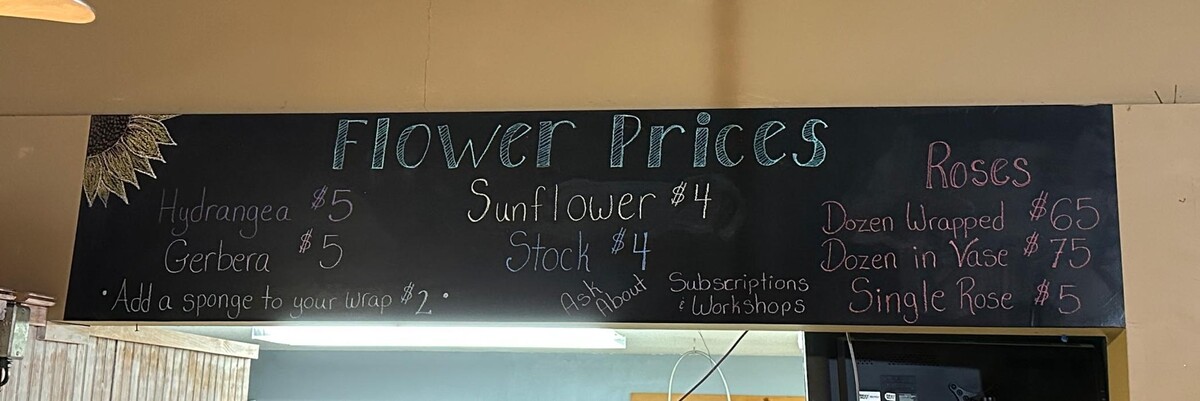 Flower Prices
Hydrangea $5
Gerbera $5
• Add a sponge to your wrap $2 •
Sunflower $4
Stock $4
Ask About
Subscriptions
& Workshops
Roses
Dozen Wrapped $65
Dozen in Vase $75
Single Rose $5